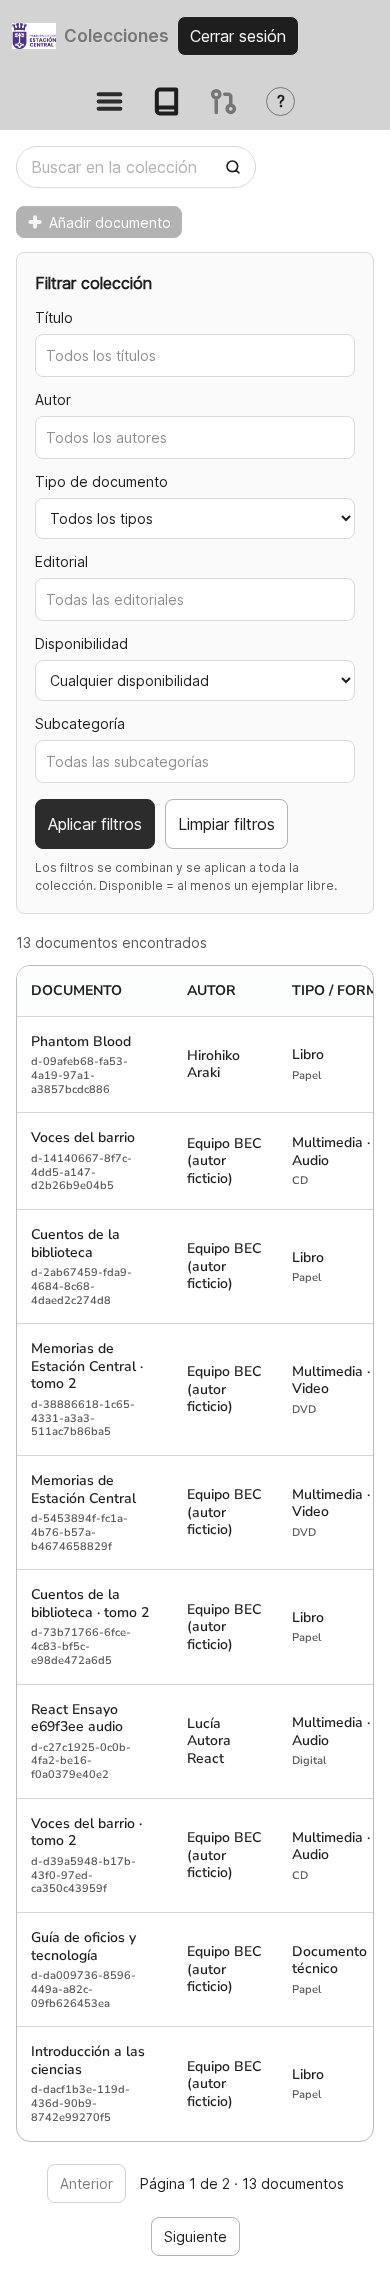 MUNICIPALIDAD DE
ESTACIÓN
CENTRAL
Colecciones
Cerrar sesión
?
Buscar en la colección
Añadir documento
Filtrar colección
Título
Todos los títulos
Autor
Todos los autores
Tipo de documento
Todos los tipos
Editorial
Todas las editoriales
Disponibilidad
Cualquier disponibilidad
Subcategoría
Todas las subcategorías
Aplicar filtros
Limpiar filtros
Los filtros se combinan y se aplican a toda la
colección. Disponible = al menos un ejemplar libre.
13 documentos encontrados
DOCUMENTO AUTOR TIPO / FORM
Phantom Blood
d-09afeb68-fa53-
4a19-97a1-
a3857bcdc886
Hirohiko
Araki
Libro
Papel
Voces del barrio
d-14140667-8f7c-
4dd5-a147-
d2b26b9e04b5
Equipo BEC
(autor
ficticio)
Multimedia ·
Audio
CD
Cuentos de la
biblioteca
d-2ab67459-fda9-
4684-8c68-
4daed2c274d8
Equipo BEC
(autor
ficticio)
Libro
Papel
Memorias de
Estación Central ·
tomo 2
d-38886618-1c65-
4331-a3a3-
511ac7b86ba5
Equipo BEC
(autor
ficticio)
Multimedia ·
Video
DVD
Memorias de
Estación Central
d-5453894f-fc1a-
4b76-b57a-
b4674658829f
Equipo BEC
(autor
ficticio)
Multimedia ·
Video
DVD
Cuentos de la
biblioteca · tomo 2
d-73b71766-6fce-
4c83-bf5c-
e98de472a6d5
Equipo BEC
(autor
ficticio)
Libro
Papel
React Ensayo
e69f3ee audio
d-c27c1925-0c0b-
4fa2-be16-
f0a0379e40e2
Lucía
Autora
React
Multimedia ·
Audio
Digital
Voces del barrio ·
tomo 2
d-d39a5948-b17b-
43f0-97ed-
ca350c43959f
Equipo BEC
(autor
ficticio)
Multimedia ·
Audio
CD
Guía de oficios y
tecnología
d-da009736-8596-
449a-a82c-
09fb626453ea
Equipo BEC
(autor
ficticio)
Documento
técnico
Papel
Introducción a las
ciencias
d-dacf1b3e-119d-
436d-90b9-
8742e99270f5
Equipo BEC
(autor
ficticio)
Libro
Papel
Anterior
Página 1 de 2 · 13 documentos
Siguiente